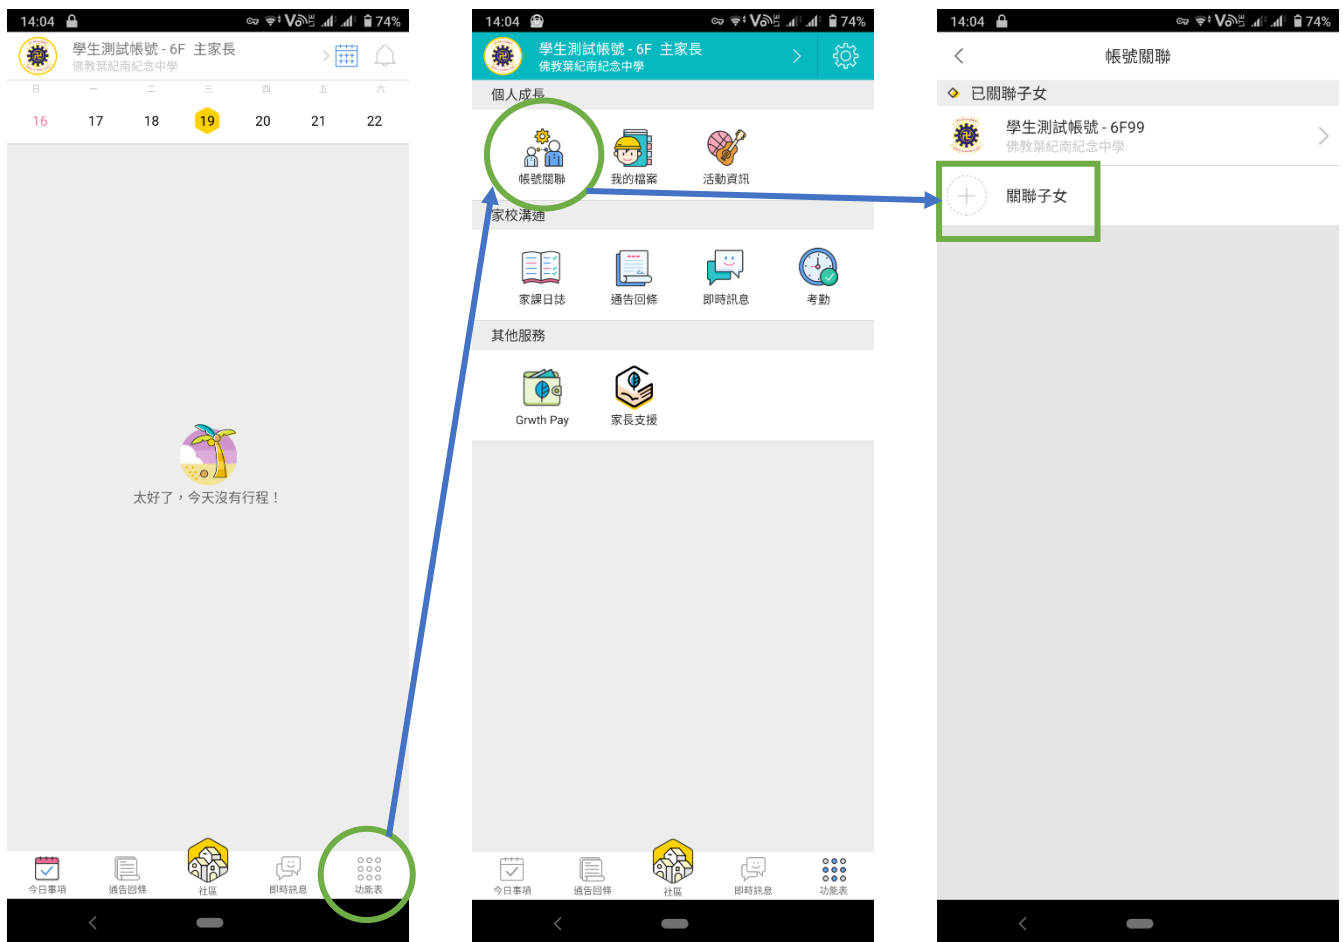 14:04
74%
學生測試帳號 - 6F 主家長
佛教葉紀南紀念中學
日 一 二 三 四 五 六
16 17 18 19 20 21 22
太好了，今天沒有行程！
今日事項 通告回條 社區 即時訊息 功能表
14:04
74%
學生測試帳號 - 6F 主家長
佛教葉紀南紀念中學
個人成長
帳號關聯 我的檔案 活動資訊
家校溝通
家課日誌 通告回條 即時訊息 考勤
其他服務
Grwth Pay 家長支援
今日事項 通告回條 社區 即時訊息 功能表
14:04
74%
帳號關聯
已關聯子女
學生測試帳號 - 6F99
佛教葉紀南紀念中學
關聯子女